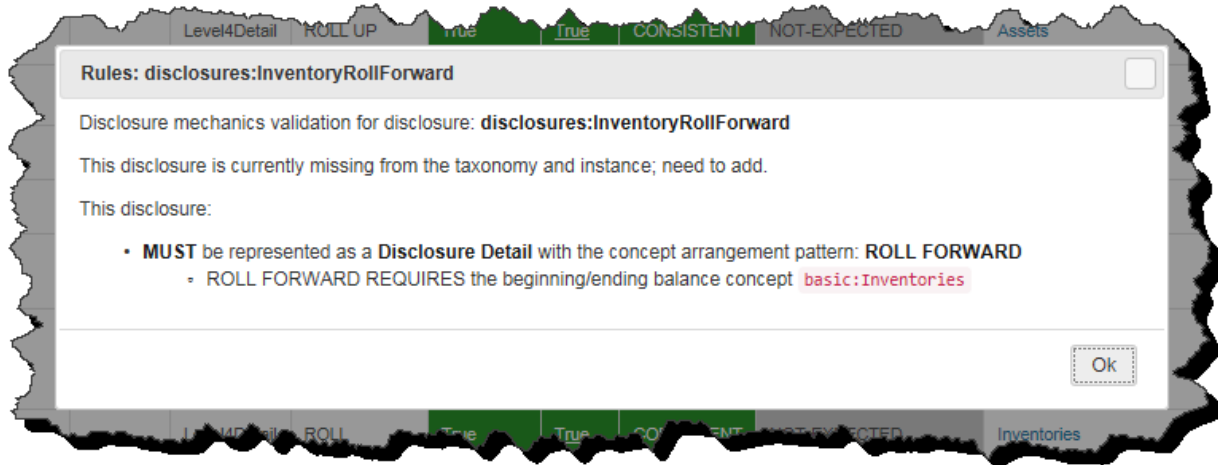 Level4Detail ROLL UP True True CONSISTENT NOT-EXPECTED Assets
Rules: disclosures:InventoryRollForward
Disclosure mechanics validation for disclosure: disclosures:InventoryRollForward
This disclosure is currently missing from the taxonomy and instance; need to add.
This disclosure:
• MUST be represented as a Disclosure Detail with the concept arrangement pattern: ROLL FORWARD
◦ ROLL FORWARD REQUIRES the beginning/ending balance concept basic:Inventories
Ok
ROLL True True Inventories